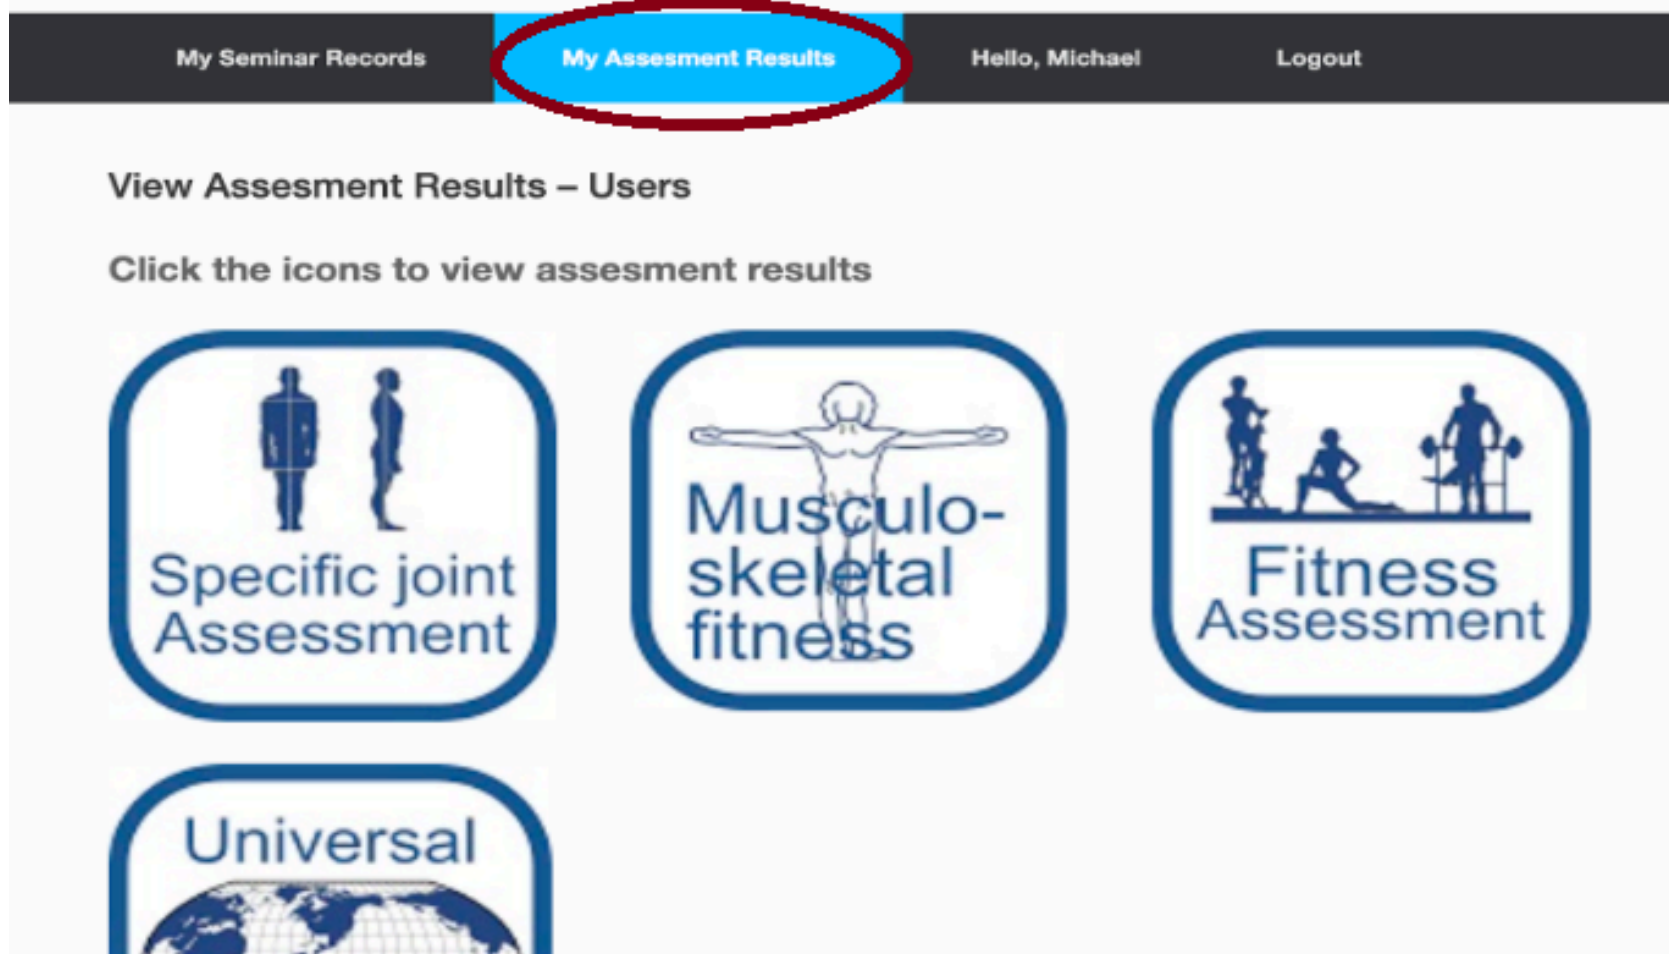 My Seminar Records My Assesment Results Hello, Michael Logout
View Assesment Results – Users
Click the icons to view assesment results
Specific joint
Assessment
Musculo-
skeletal
fitness
Fitness
Assessment
Universal